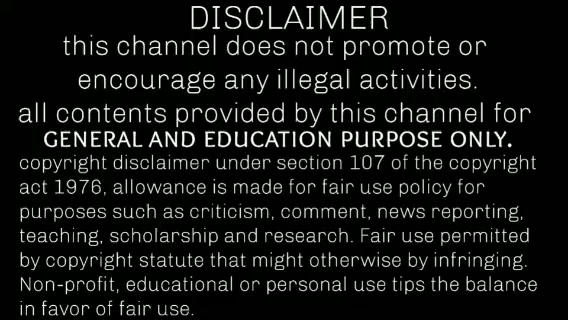 DISCLAIMER
this channel does not promote or
encourage any illegal activities.
all contents provided by this channel for
GENERAL AND EDUCATION PURPOSE ONLY.
copyright disclaimer under section 107 of the copyright
act 1976, allowance is made for fair use policy for
purposes such as criticism, comment, news reporting,
teaching, scholarship and research. Fair use permitted
by copyright statute that might otherwise by infringing.
Non-profit, educational or personal use tips the balance
in favor of fair use.